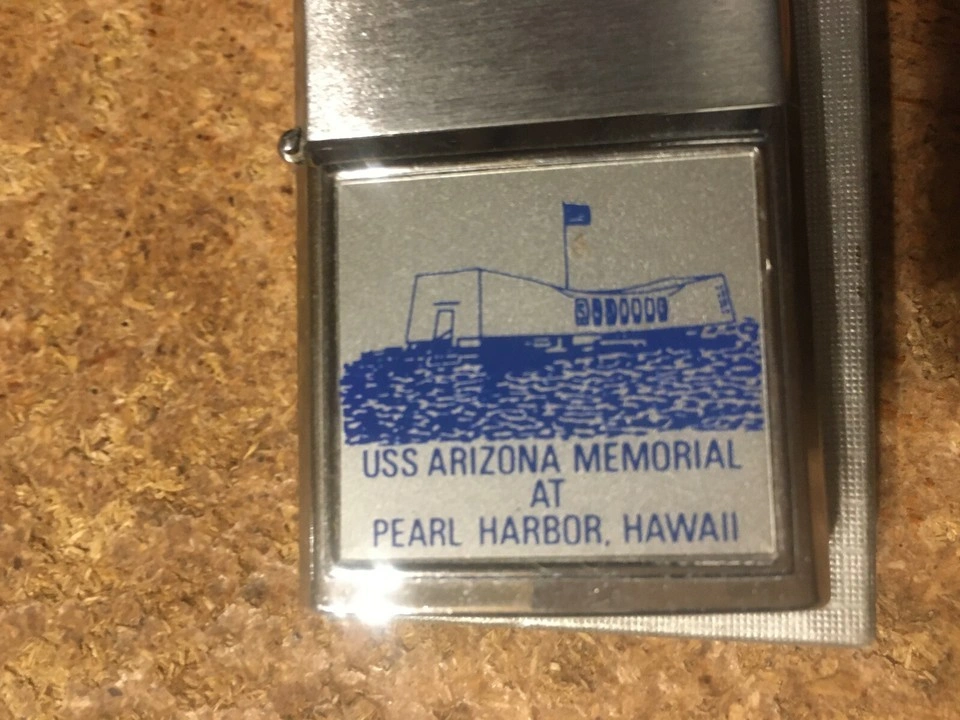 USS ARIZONA MEMORIAL
AT
PEARL HARBOR, HAWAII